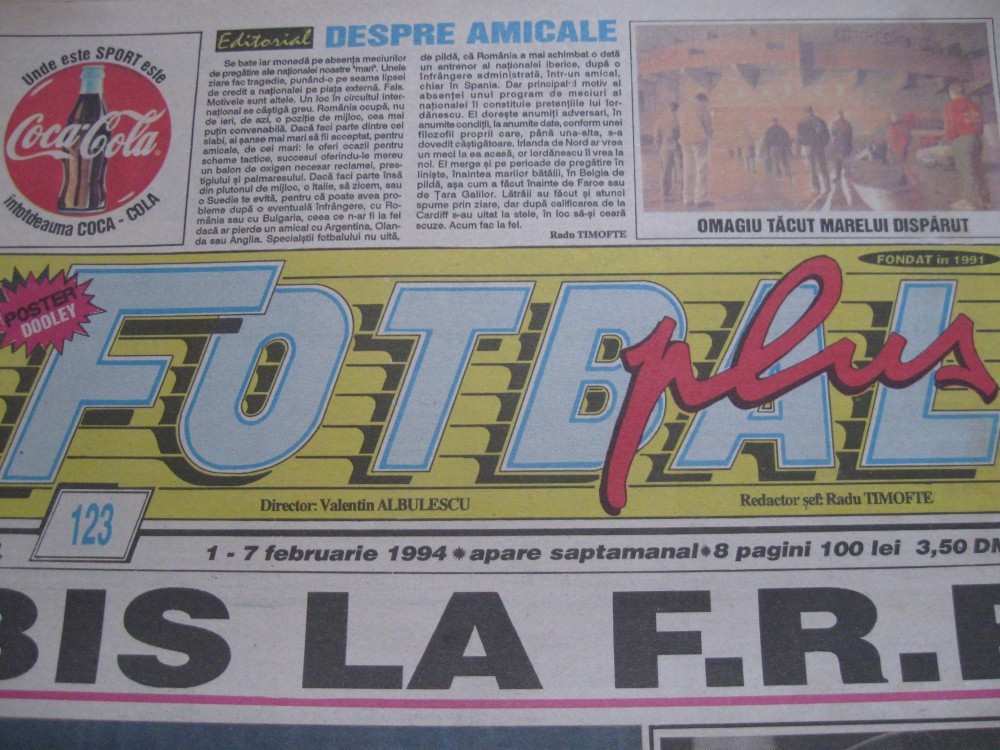 Unde este SPORT este
Coca-Cola
întotdeauna COCA - COLA
Editorial DESPRE AMICALE
Se bate iar monedă pe absența meciurilor
de pregătire ale naționalei noastre "mari". Unele
ziare fac tragedie, punând-o pe seama lipsei
de credit a naționalei pe piața externă. Fals.
Motivele sunt altele. Un loc în circuitul inter-
național se câștigă greu. România ocupă, nu
de ieri, de azi, o poziție de mijloc, cea mai
puțin convenabilă. Dacă faci parte dintre cei
slabi, ai șanse mai mari să fii acceptat, pentru
amicale, de cei mari: le oferi ocazii pentru
scheme tactice, succesul oferindu-le mereu
un balon de oxigen necesar reclamei, pres-
tigiului și palmaresului. Dacă faci parte însă
din plutonul de mijloc, o Italie, să zicem, sau
o Suedie te evită, pentru că poate avea pro-
bleme după o eventuală înfrângere, cu Ro-
mânia sau cu Bulgaria, ceea ce n-ar fi la fel
dacă ar pierde un amical cu Argentina, Olan-
da sau Anglia. Specialștii fotbalului nu uită,
de pildă, că România a mai schimbat o dată
un antrenor al naționalei iberice, după o
înfrângere administrată, într-un amical,
chiar în Spania. Dar principalul motiv al
absenței unui program de meciuri al
naționalei îl constituie pretențiile lui Ior-
dănescu. El dorește anumiți adversari, în
anumite condiții, la anumite date, conform unei
filozofii proprii care, până una-alta, s-a
dovedit câștigătoare. Irlanda de Nord ar vrea
un meci la ea acasă, or Iordănescu îl vrea la
noi. El merge și pe perioade de pregătire în
liniște, înaintea marilor bătălii, în Belgia de
pildă, așa cum a făcut înainte de Faroe sau
de Țara Galilor. Lătrăii au făcut și atunci
spume prin ziare, dar după calificarea de la
Cardiff s-au uitat la stele, în loc să-și ceară
scuze. Acum fac la fel.
Radu TIMOFTE
OMAGIU TĂCUT MARELUI DISPĂRUT
FONDAT în 1991
POSTER
DOOLEY
FOTBAL plus
Director: Valentin ALBULESCU
Redactor șef: Radu TIMOFTE
123
1 - 7 februarie 1994 * apare saptamanal * 8 pagini 100 lei 3,50 DM
BIS LA F.R.F